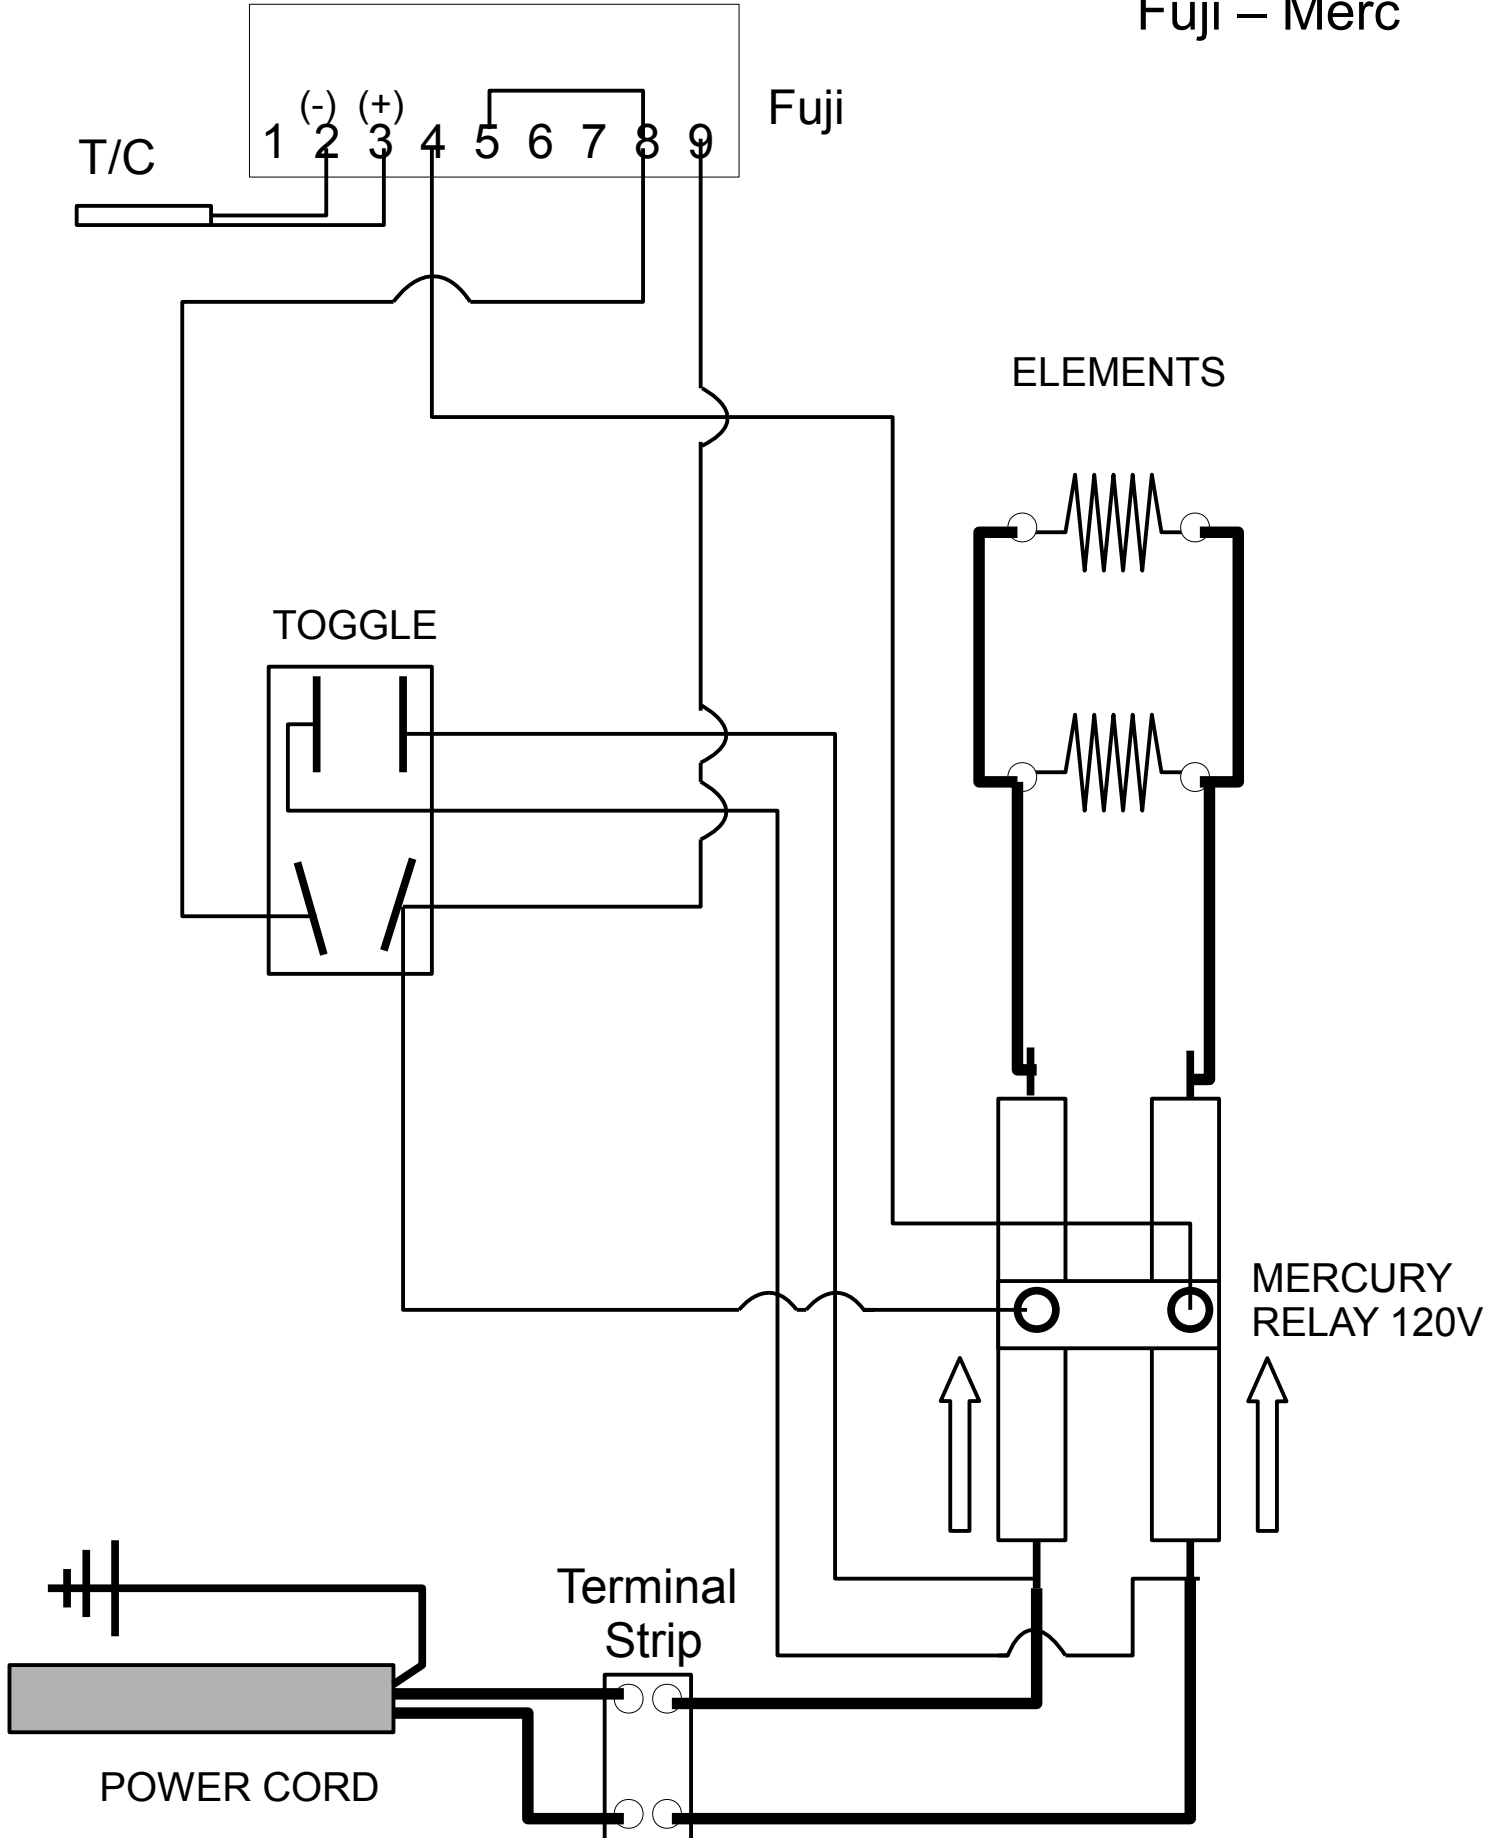 Fuji – Merc
(-) (+)
Fuji
1 2 3 4 5 6 7 8 9
T/C
ELEMENTS
TOGGLE
MERCURY
RELAY 120V
Terminal
Strip
POWER CORD